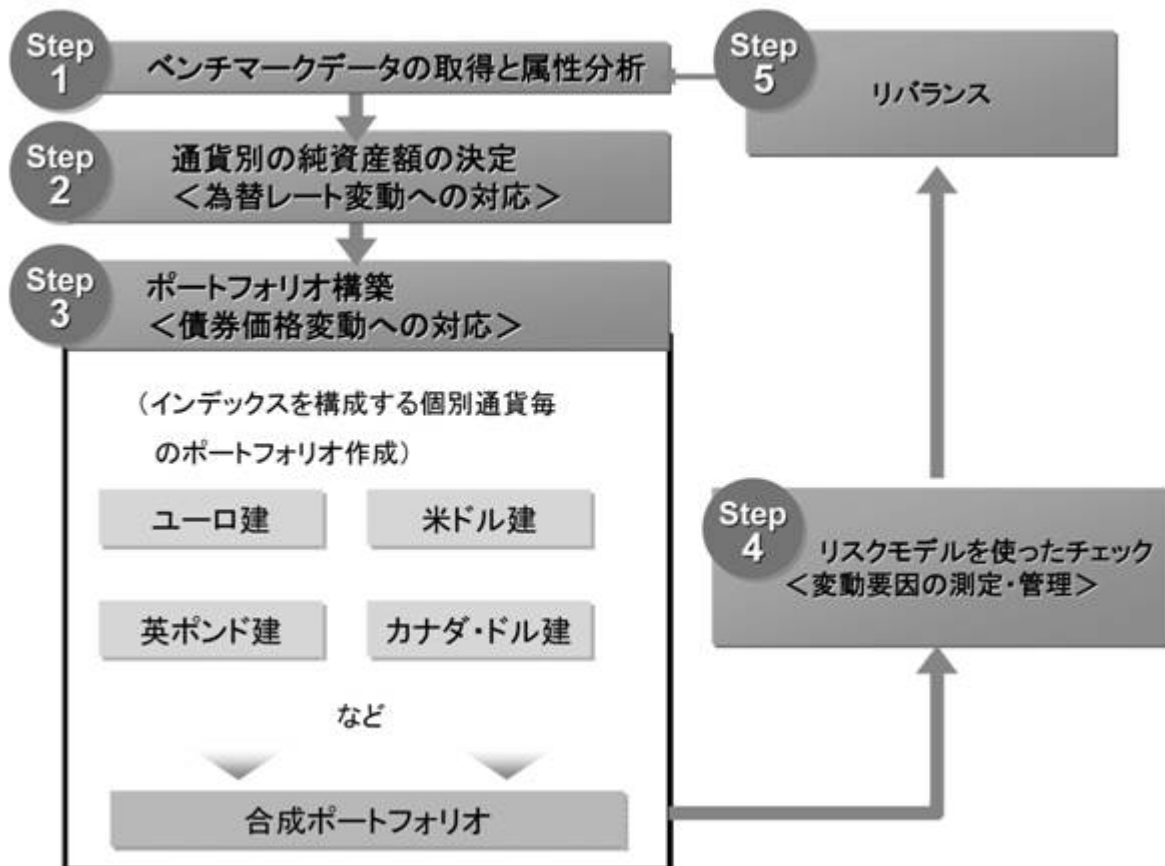 Step
1
ベンチマークデータの取得と属性分析
Step
2
通貨別の純資産額の決定
＜為替レート変動への対応＞
Step
3
ポートフォリオ構築
＜債券価格変動への対応＞
（インデックスを構成する個別通貨毎
のポートフォリオ作成）
ユーロ建
米ドル建
英ポンド建
カナダ・ドル建
など
合成ポートフォリオ
Step
4
リスクモデルを使ったチェック
＜変動要因の測定・管理＞
Step
5
リバランス